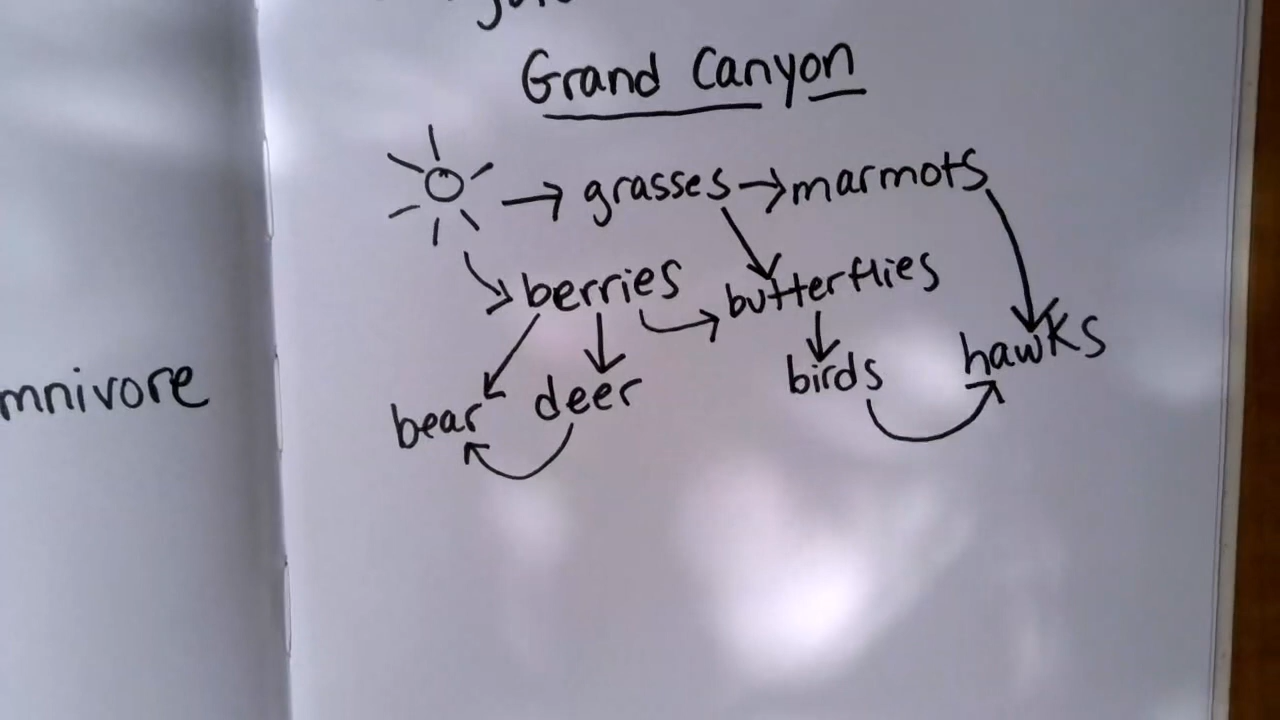 Grand Canyon
grasses marmots
berries butterflies
birds hawks
mnivore
bear deer